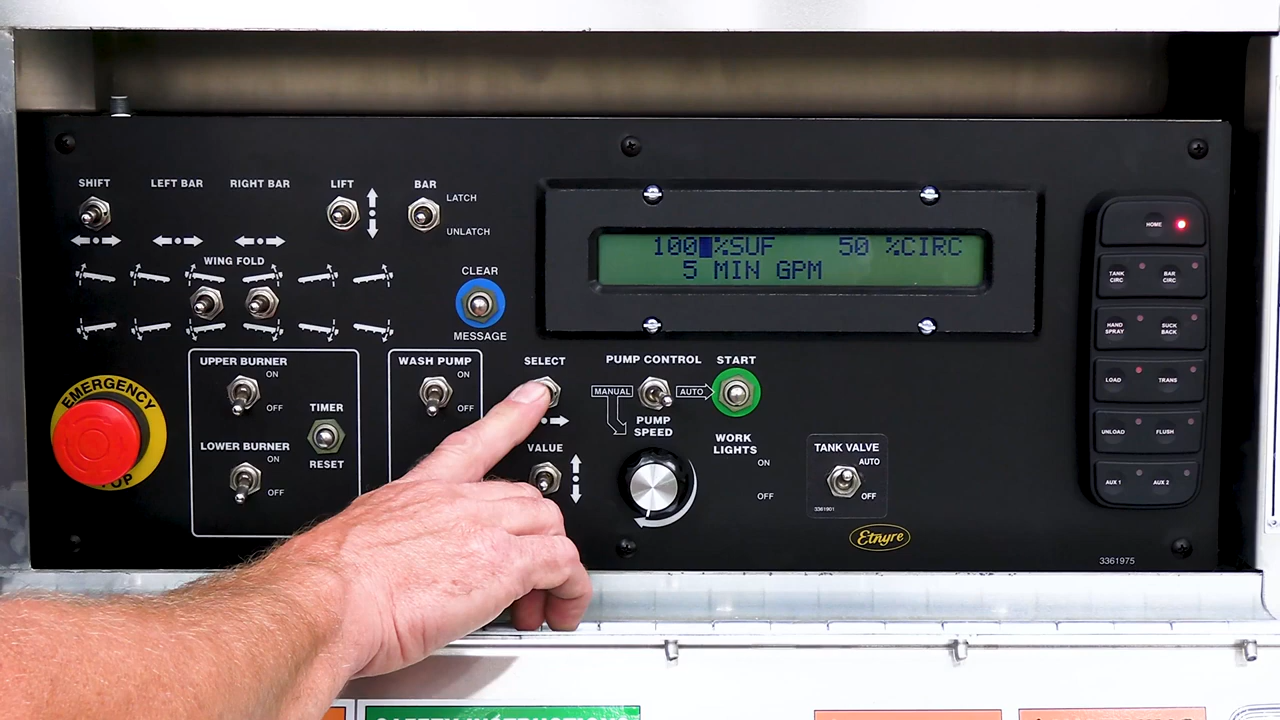 SHIFT
LEFT BAR
RIGHT BAR
LIFT
BAR
LATCH
UNLATCH
WING FOLD
CLEAR
MESSAGE
100 %SUF 50 %CIRC
5 MIN GPM
HOME
TANK CIRC
BAR CIRC
HAND SPRAY
SUCK BACK
LOAD
TRANS
UNLOAD
FLUSH
AUX 1
AUX 2
UPPER BURNER
ON
OFF
TIMER
RESET
LOWER BURNER
ON
OFF
WASH PUMP
ON
OFF
SELECT
VALUE
PUMP CONTROL
MANUAL
AUTO
PUMP
SPEED
START
WORK
LIGHTS
ON
OFF
TANK VALVE
AUTO
OFF
3361901
Etnyre
3361975
EMERGENCY